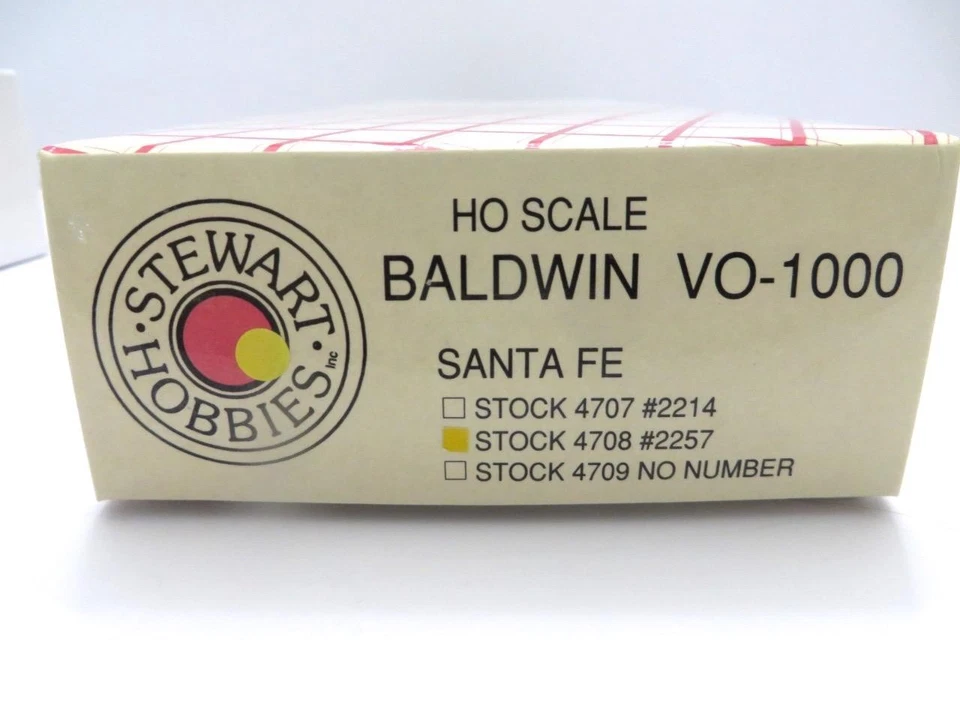 STEWART
HOBBIES Inc
HO SCALE
BALDWIN VO-1000
SANTA FE
STOCK 4707 #2214
STOCK 4708 #2257
STOCK 4709 NO NUMBER